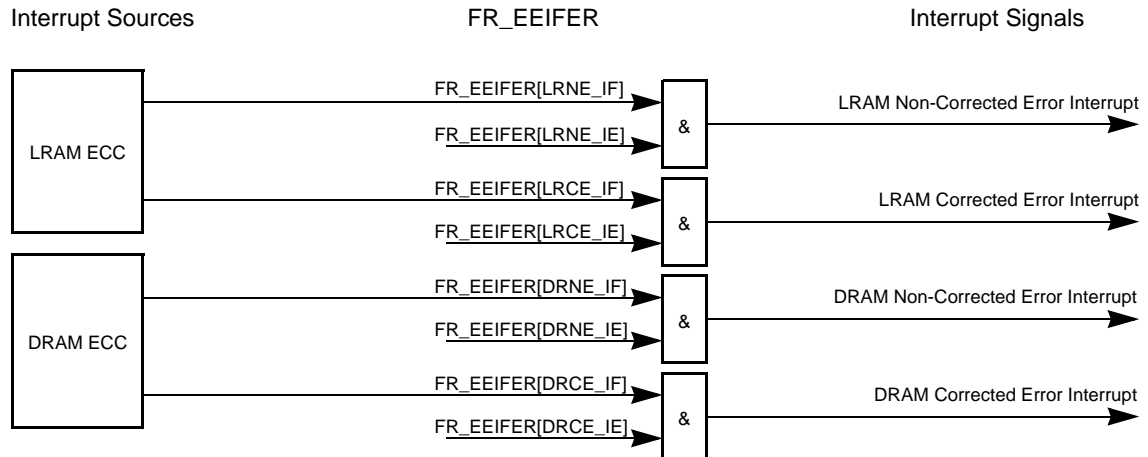 Interrupt Sources FR_EEIFER Interrupt Signals
FR_EEIFER[LRNE_IF]
LRAM Non-Corrected Error Interrupt
&
FR_EEIFER[LRNE_IE]
LRAM ECC
FR_EEIFER[LRCE_IF]
LRAM Corrected Error Interrupt
&
FR_EEIFER[LRCE_IE]
FR_EEIFER[DRNE_IF]
DRAM Non-Corrected Error Interrupt
&
FR_EEIFER[DRNE_IE]
DRAM ECC
FR_EEIFER[DRCE_IF]
DRAM Corrected Error Interrupt
&
FR_EEIFER[DRCE_IE]